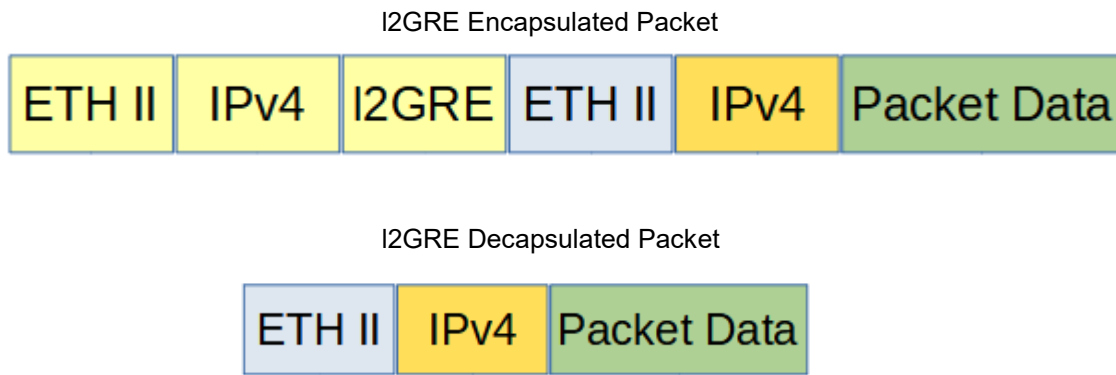 l2GRE Encapsulated Packet
ETH II IPv4 l2GRE ETH II IPv4 Packet Data
l2GRE Decapsulated Packet
ETH II IPv4 Packet Data